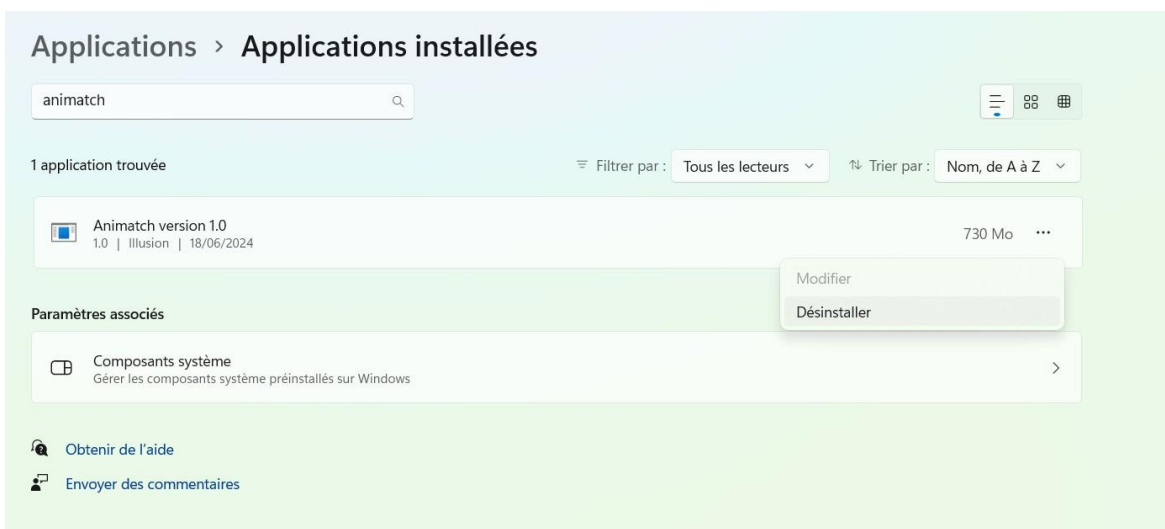 Applications > Applications installées
animatch
1 application trouvée
Filtrer par : Tous les lecteurs
Trier par : Nom, de A à Z
Animatch version 1.0
1.0 | Illusion | 18/06/2024
730 Mo
Modifier
Désinstaller
Paramètres associés
Composants système
Gérer les composants système préinstallés sur Windows
Obtenir de l'aide
Envoyer des commentaires